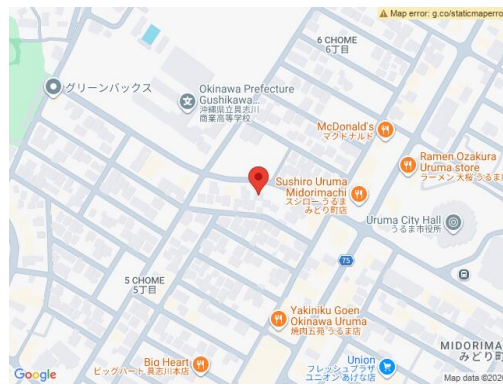 Map error: g.co/staticmaperro
6 CHOME
6丁目
グリーンバックス
Okinawa Prefecture
Gushikawa...
沖縄県立具志川
商業高等学校
McDonald's
マクドナルド
Ramen Ozakura
Uruma store
ラーメン 大桜 うるま店
Sushiro Uruma
Midorimachi
スシロー うるま
みどり町店
Uruma City Hall
うるま市役所
75
5 CHOME
5丁目
Yakiniku Goen
Okinawa Uruma
焼肉五苑 うるま店
MIDORIMA
みどり町
Big Heart
ビッグハート 具志川本店
Union
フレッシュプラザ
ユニオン あげな店
Google
Map data ©202